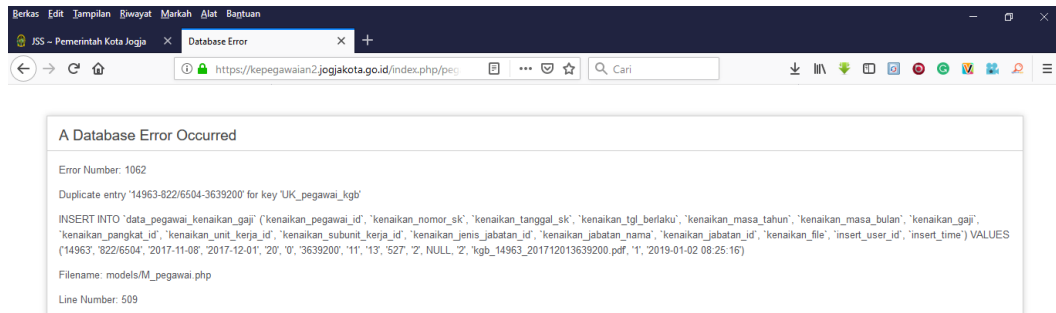 Berkas Edit Tampilan Riwayat Markah Alat Bantuan
JSS ~ Pemerintah Kota Jogja
Database Error
https://kepegawaian2.jogjakota.go.id/index.php/peg
Cari
A Database Error Occurred
Error Number: 1062
Duplicate entry '14963-822/6504-3639200' for key 'UK_pegawai_kgb'
INSERT INTO `data_pegawai_kenaikan_gaji` (`kenaikan_pegawai_id`, `kenaikan_nomor_sk`, `kenaikan_tanggal_sk`, `kenaikan_tgl_berlaku`, `kenaikan_masa_tahun`, `kenaikan_masa_bulan`, `kenaikan_gaji`,
`kenaikan_pangkat_id`, `kenaikan_unit_kerja_id`, `kenaikan_subunit_kerja_id`, `kenaikan_jenis_jabatan_id`, `kenaikan_jabatan_nama`, `kenaikan_jabatan_id`, `kenaikan_file`, `insert_user_id`, `insert_time`) VALUES
('14963', '822/6504', '2017-11-08', '2017-12-01', '20', '0', '3639200', '11', '13', '527', '2', NULL, '2', 'kgb_14963_201712013639200.pdf', '1', '2019-01-02 08:25:16')
Filename: models/M_pegawai.php
Line Number: 509